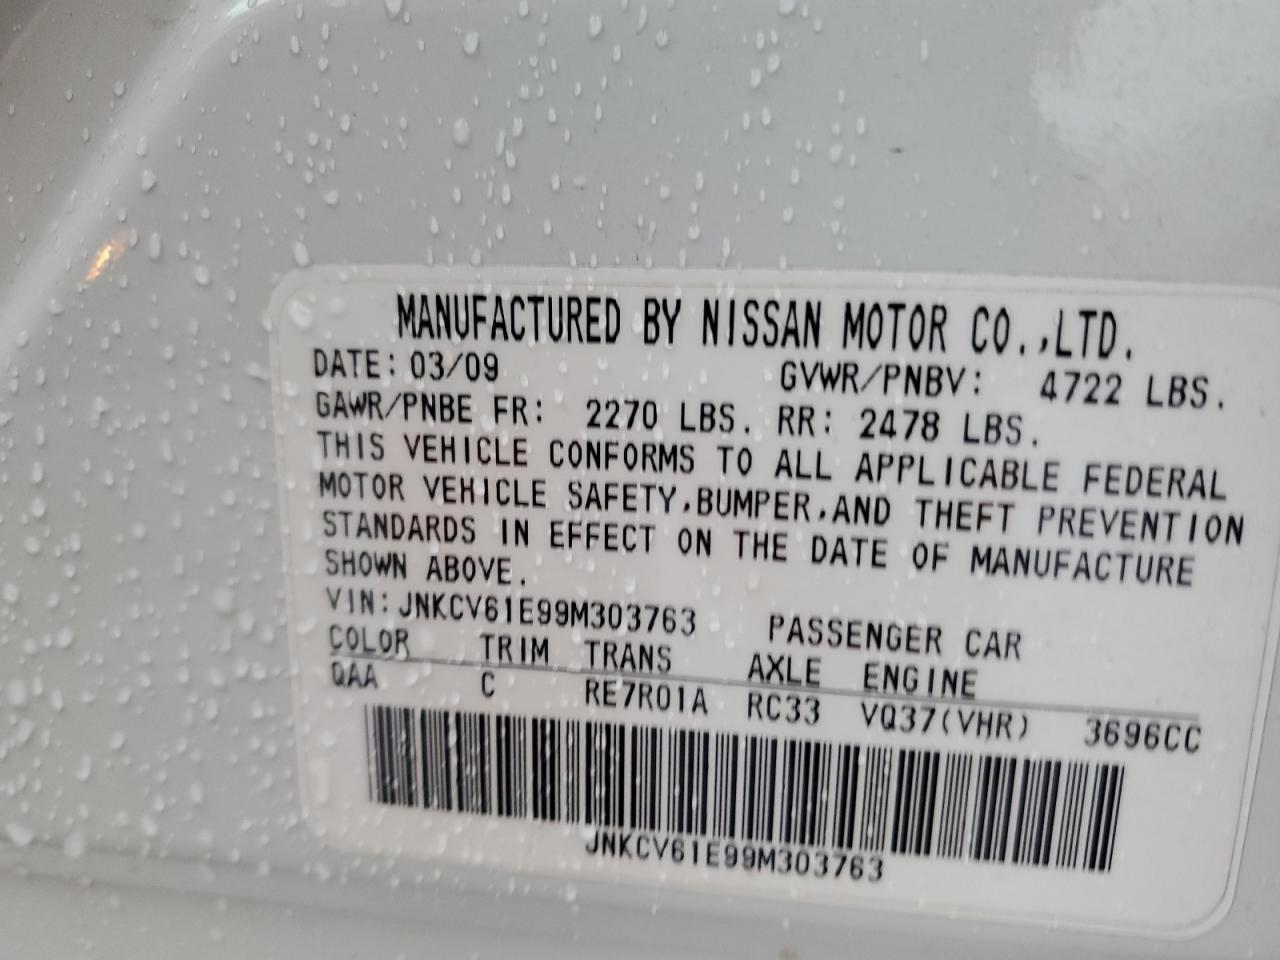 MANUFACTURED BY NISSAN MOTOR CO.,LTD.
DATE: 03/09 GVWR/PNBV: 4722 LBS.
GAWR/PNBE FR: 2270 LBS. RR: 2478 LBS.
THIS VEHICLE CONFORMS TO ALL APPLICABLE FEDERAL
MOTOR VEHICLE SAFETY,BUMPER,AND THEFT PREVENTION
STANDARDS IN EFFECT ON THE DATE OF MANUFACTURE
SHOWN ABOVE.
VIN: JNKCV61E99M303763 PASSENGER CAR
COLOR TRIM TRANS AXLE ENGINE
QAA C RE7R01A RC33 VQ37(VHR) 3696CC
JNKCV61E99M303763